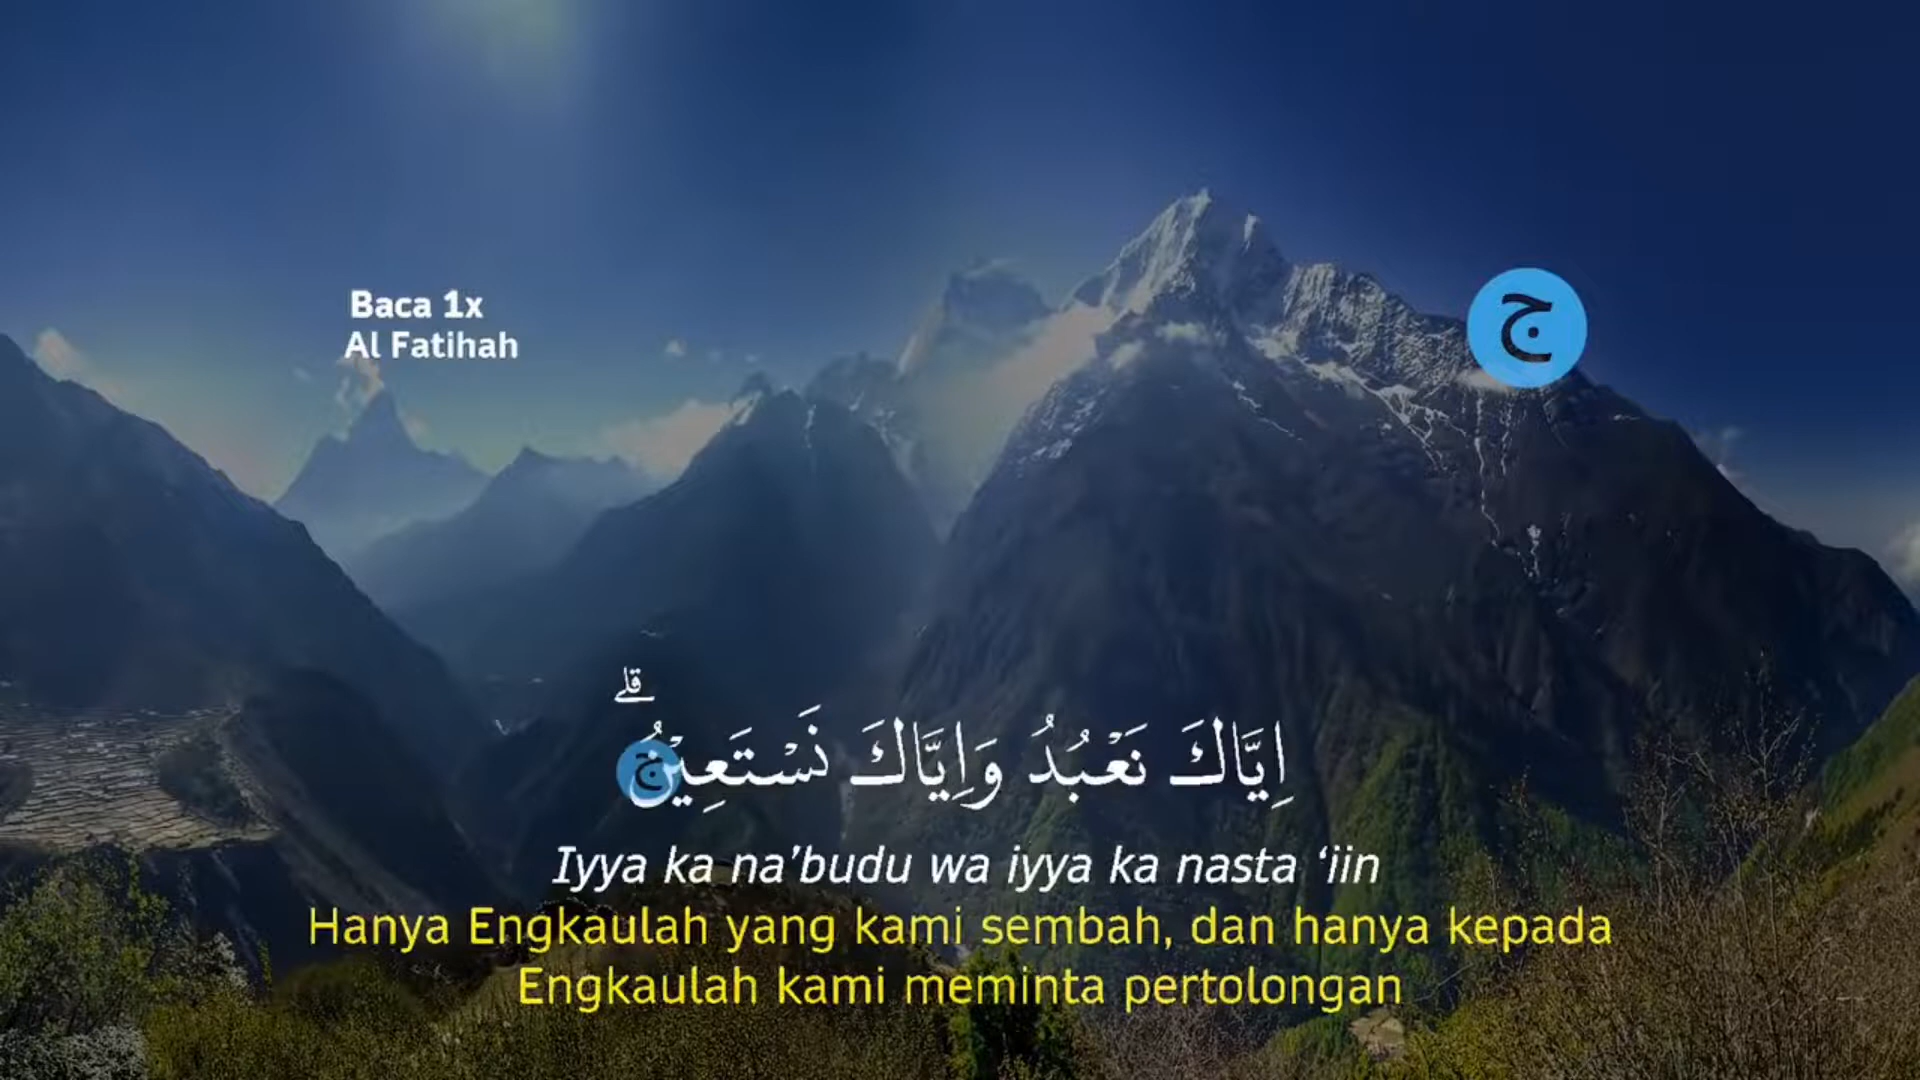 Baca 1x
Al Fatihah
ج
اِيَّاكَ نَعْبُدُ وَاِيَّاكَ نَسْتَعِيْنُۗ
ج
Iyya ka na’budu wa iyya ka nasta ‘iin
Hanya Engkaulah yang kami sembah, dan hanya kepada
Engkaulah kami meminta pertolongan